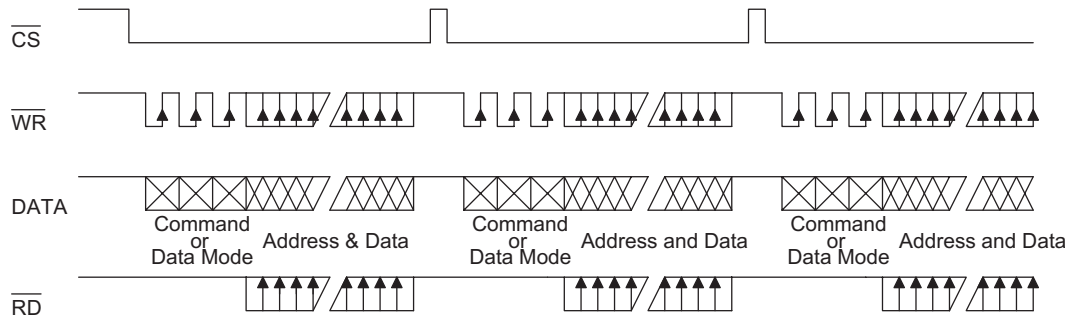 CS
WR
DATA
Command
or
Data Mode
Address & Data
Command
or
Data Mode
Address and Data
Command
or
Data Mode
Address and Data
RD